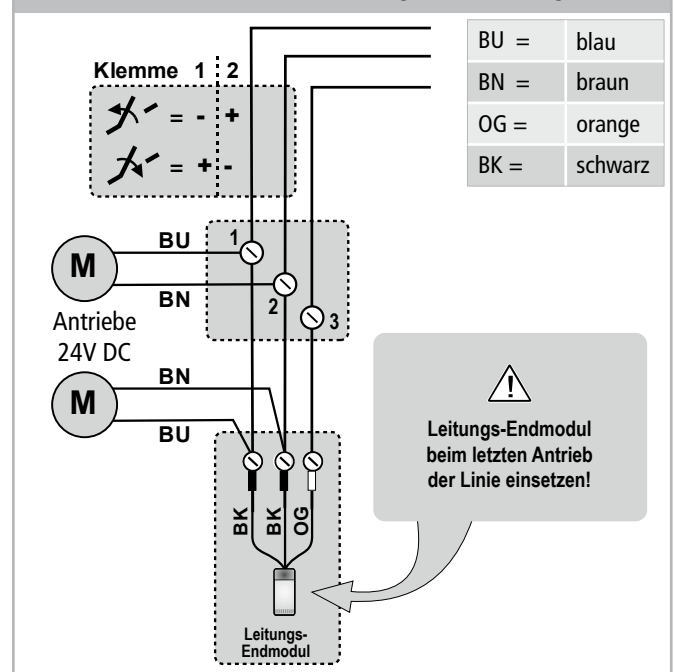 BU = blau
BN = braun
OG = orange
BK = schwarz
Klemme 1 2
= - +
= + -
BU
1
M
BN
2
3
Antriebe
24V DC
BN
M
BU
Leitungs-Endmodul
beim letzten Antrieb
der Linie einsetzen!
BK
BK
OG
Leitungs-
Endmodul